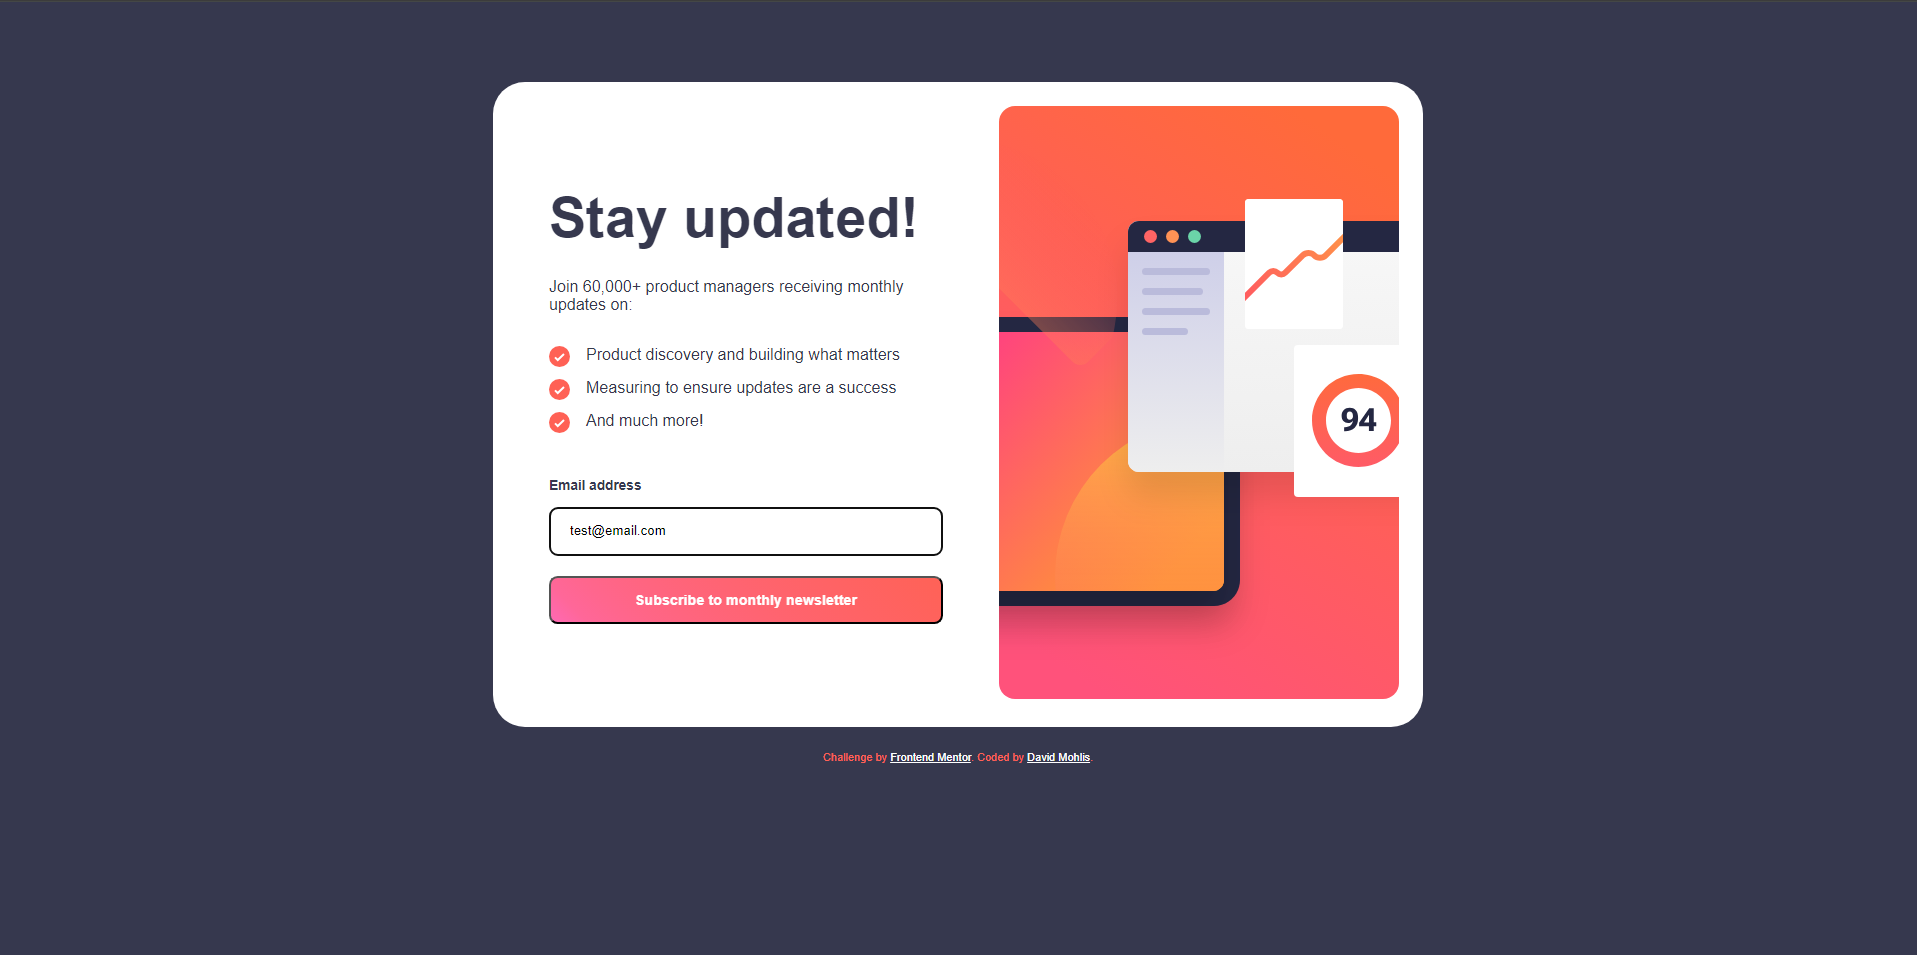 Stay updated!
Join 60,000+ product managers receiving monthly
updates on:
Product discovery and building what matters
Measuring to ensure updates are a success
And much more!
Email address
test@email.com
Subscribe to monthly newsletter
94
Challenge by Frontend Mentor. Coded by David Mohlis.